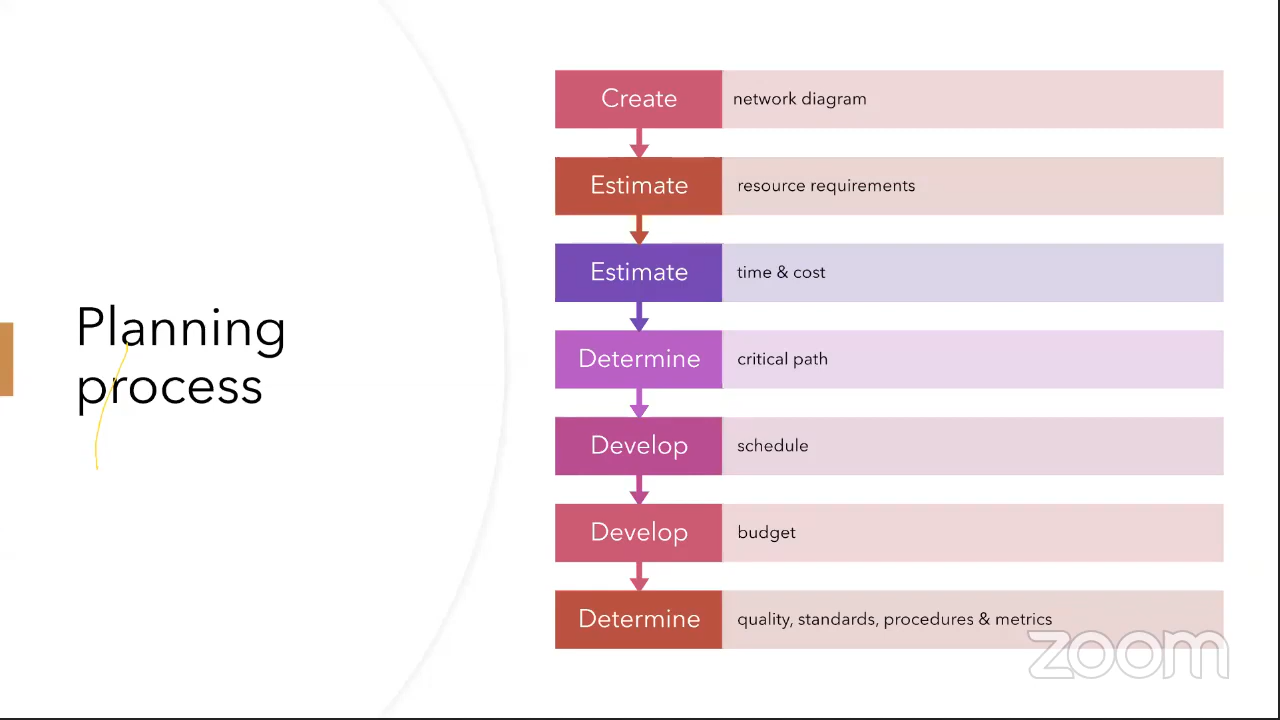 Planning
process
Create
network diagram
Estimate
resource requirements
Estimate
time & cost
Determine
critical path
Develop
schedule
Develop
budget
Determine
quality, standards, procedures & metrics
zoom